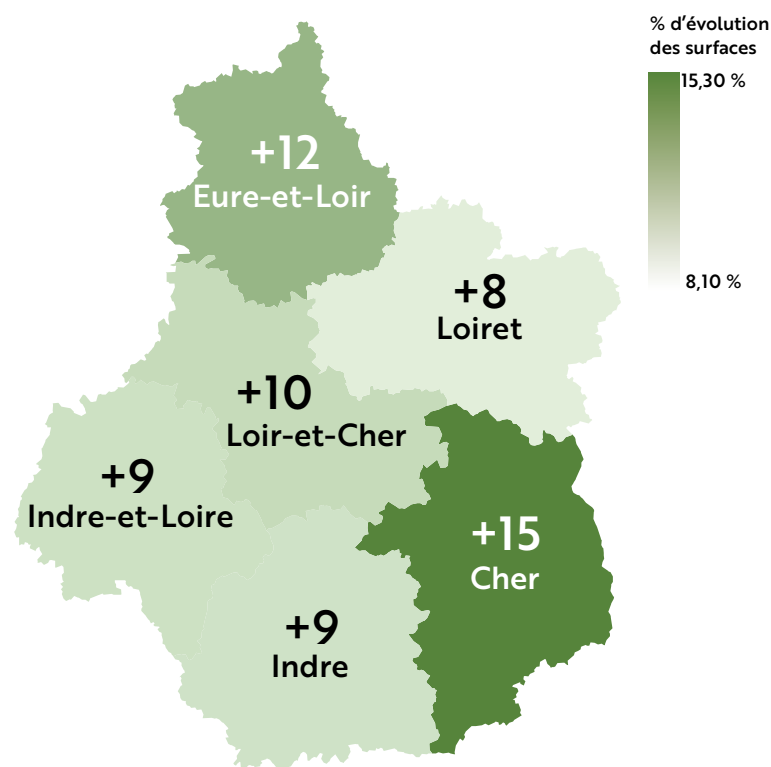 % d’évolution
des surfaces
15,30 %
8,10 %
+12
Eure-et-Loir
+8
Loiret
+10
Loir-et-Cher
+9
Indre-et-Loire
+15
Cher
+9
Indre